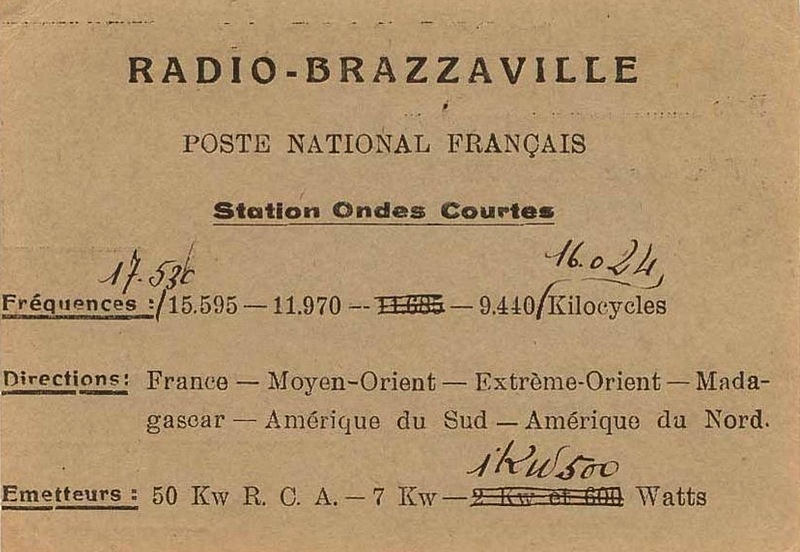 RADIO-BRAZZAVILLE
POSTE NATIONAL FRANÇAIS
Station Ondes Courtes
17.530 16.024
Fréquences : 15.595 — 11.970 — 11.685 — 9.440 Kilocycles
Directions: France — Moyen-Orient — Extrême-Orient — Mada-
gascar — Amérique du Sud — Amérique du Nord.
1KW500
Emetteurs : 50 Kw R. C. A. — 7 Kw — 2 Kw et 600 Watts